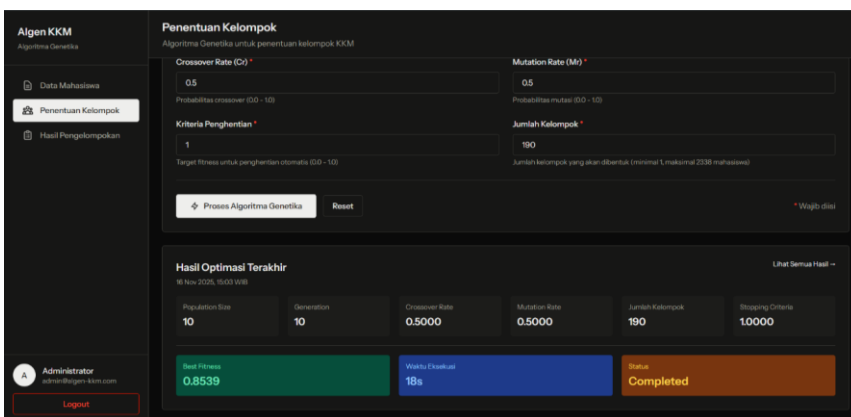 Algen KKM
Algoritma Genetika
Data Mahasiswa
Penentuan Kelompok
Hasil Pengelompokan
A
Administrator
admin@algen-kkm.com
Logout
Penentuan Kelompok
Algoritma Genetika untuk penentuan kelompok KKM
Crossover Rate (Cr) *
0.5
Probabilitas crossover (0.0 - 1.0)
Mutation Rate (Mr) *
0.5
Probabilitas mutasi (0.0 - 1.0)
Kriteria Penghentian *
1
Target fitness untuk penghentian otomatis (0.0 - 1.0)
Jumlah Kelompok *
190
Jumlah kelompok yang akan dibentuk (minimal 1, maksimal 2338 mahasiswa)
Proses Algoritma Genetika
Reset
* Wajib diisi
Hasil Optimasi Terakhir
16 Nov 2025, 15.03 WIB
Lihat Semua Hasil →
Population Size
10
Generation
10
Crossover Rate
0.5000
Mutation Rate
0.5000
Jumlah Kelompok
190
Stopping Criteria
1.0000
Best Fitness
0.8539
Waktu Eksekusi
18s
Status
Completed